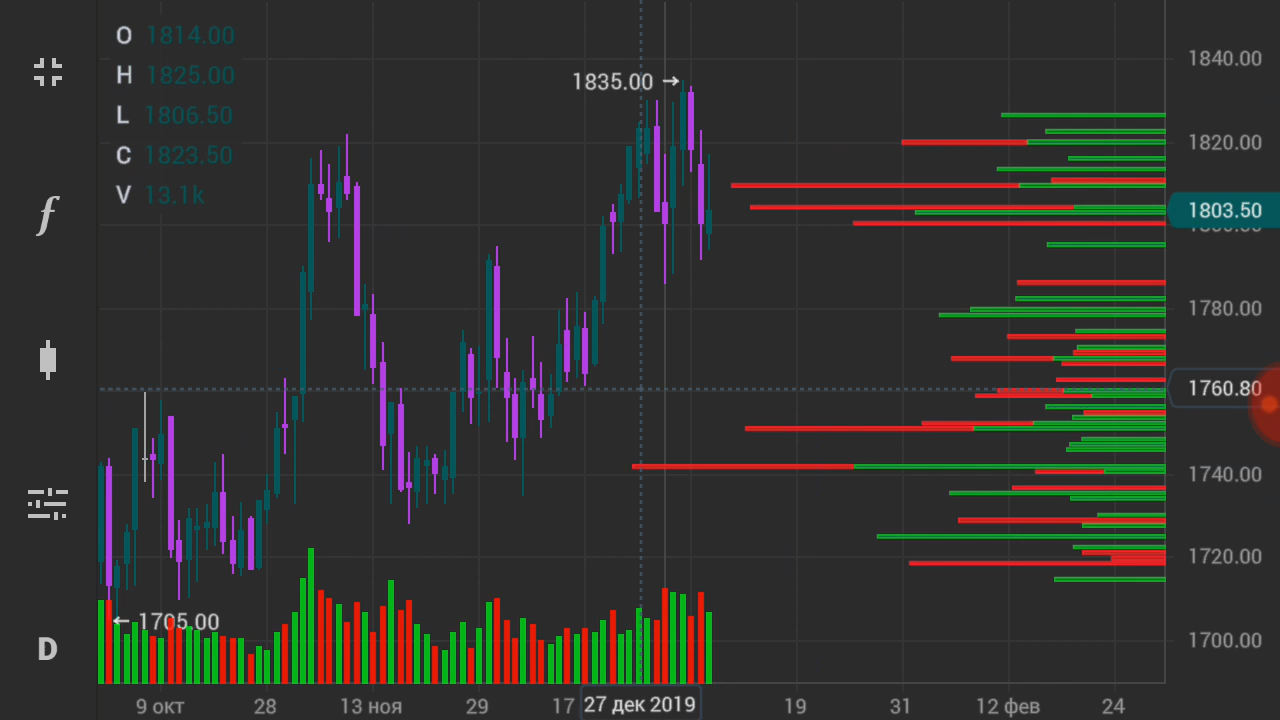 O 1814.00
H 1825.00
L 1806.50
C 1823.50
V 13.1k
1835.00 →
← 1705.00
1840.00
1820.00
1803.50
1780.00
1760.80
1740.00
1720.00
1700.00
f
D
9 окт 28 13 ноя 29 17 27 дек 2019 19 31 12 фев 24